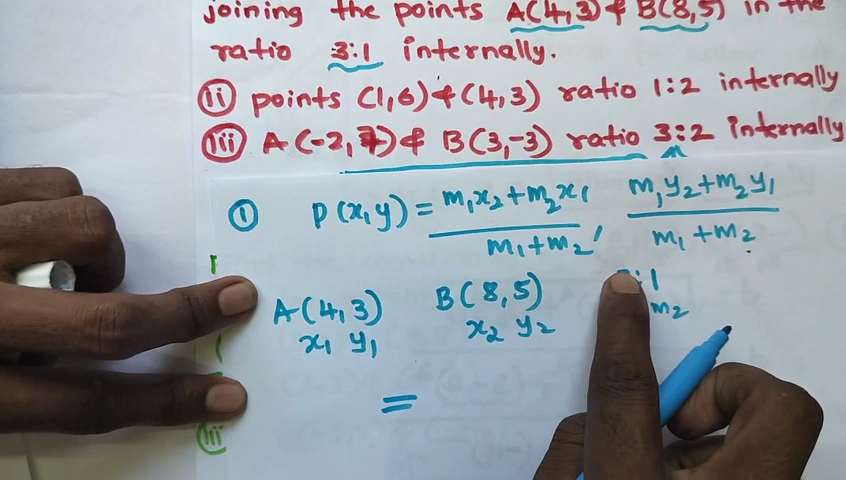 joining the points A(4,3) & B(8,5) in the
ratio 3:1 internally.
(ii) points (1,6) & (4,3) ratio 1:2 internally
(iii) A(-2, ) & B(3,-3) ratio 3:2 internally
① P(x,y) = m₁x₂+m₂x₁ / m₁+m₂ , m₁y₂+m₂y₁ / m₁+m₂.
A(4,3) B(8,5) :1
x₁ y₁ x₂ y₂ m₂
=
(iii)